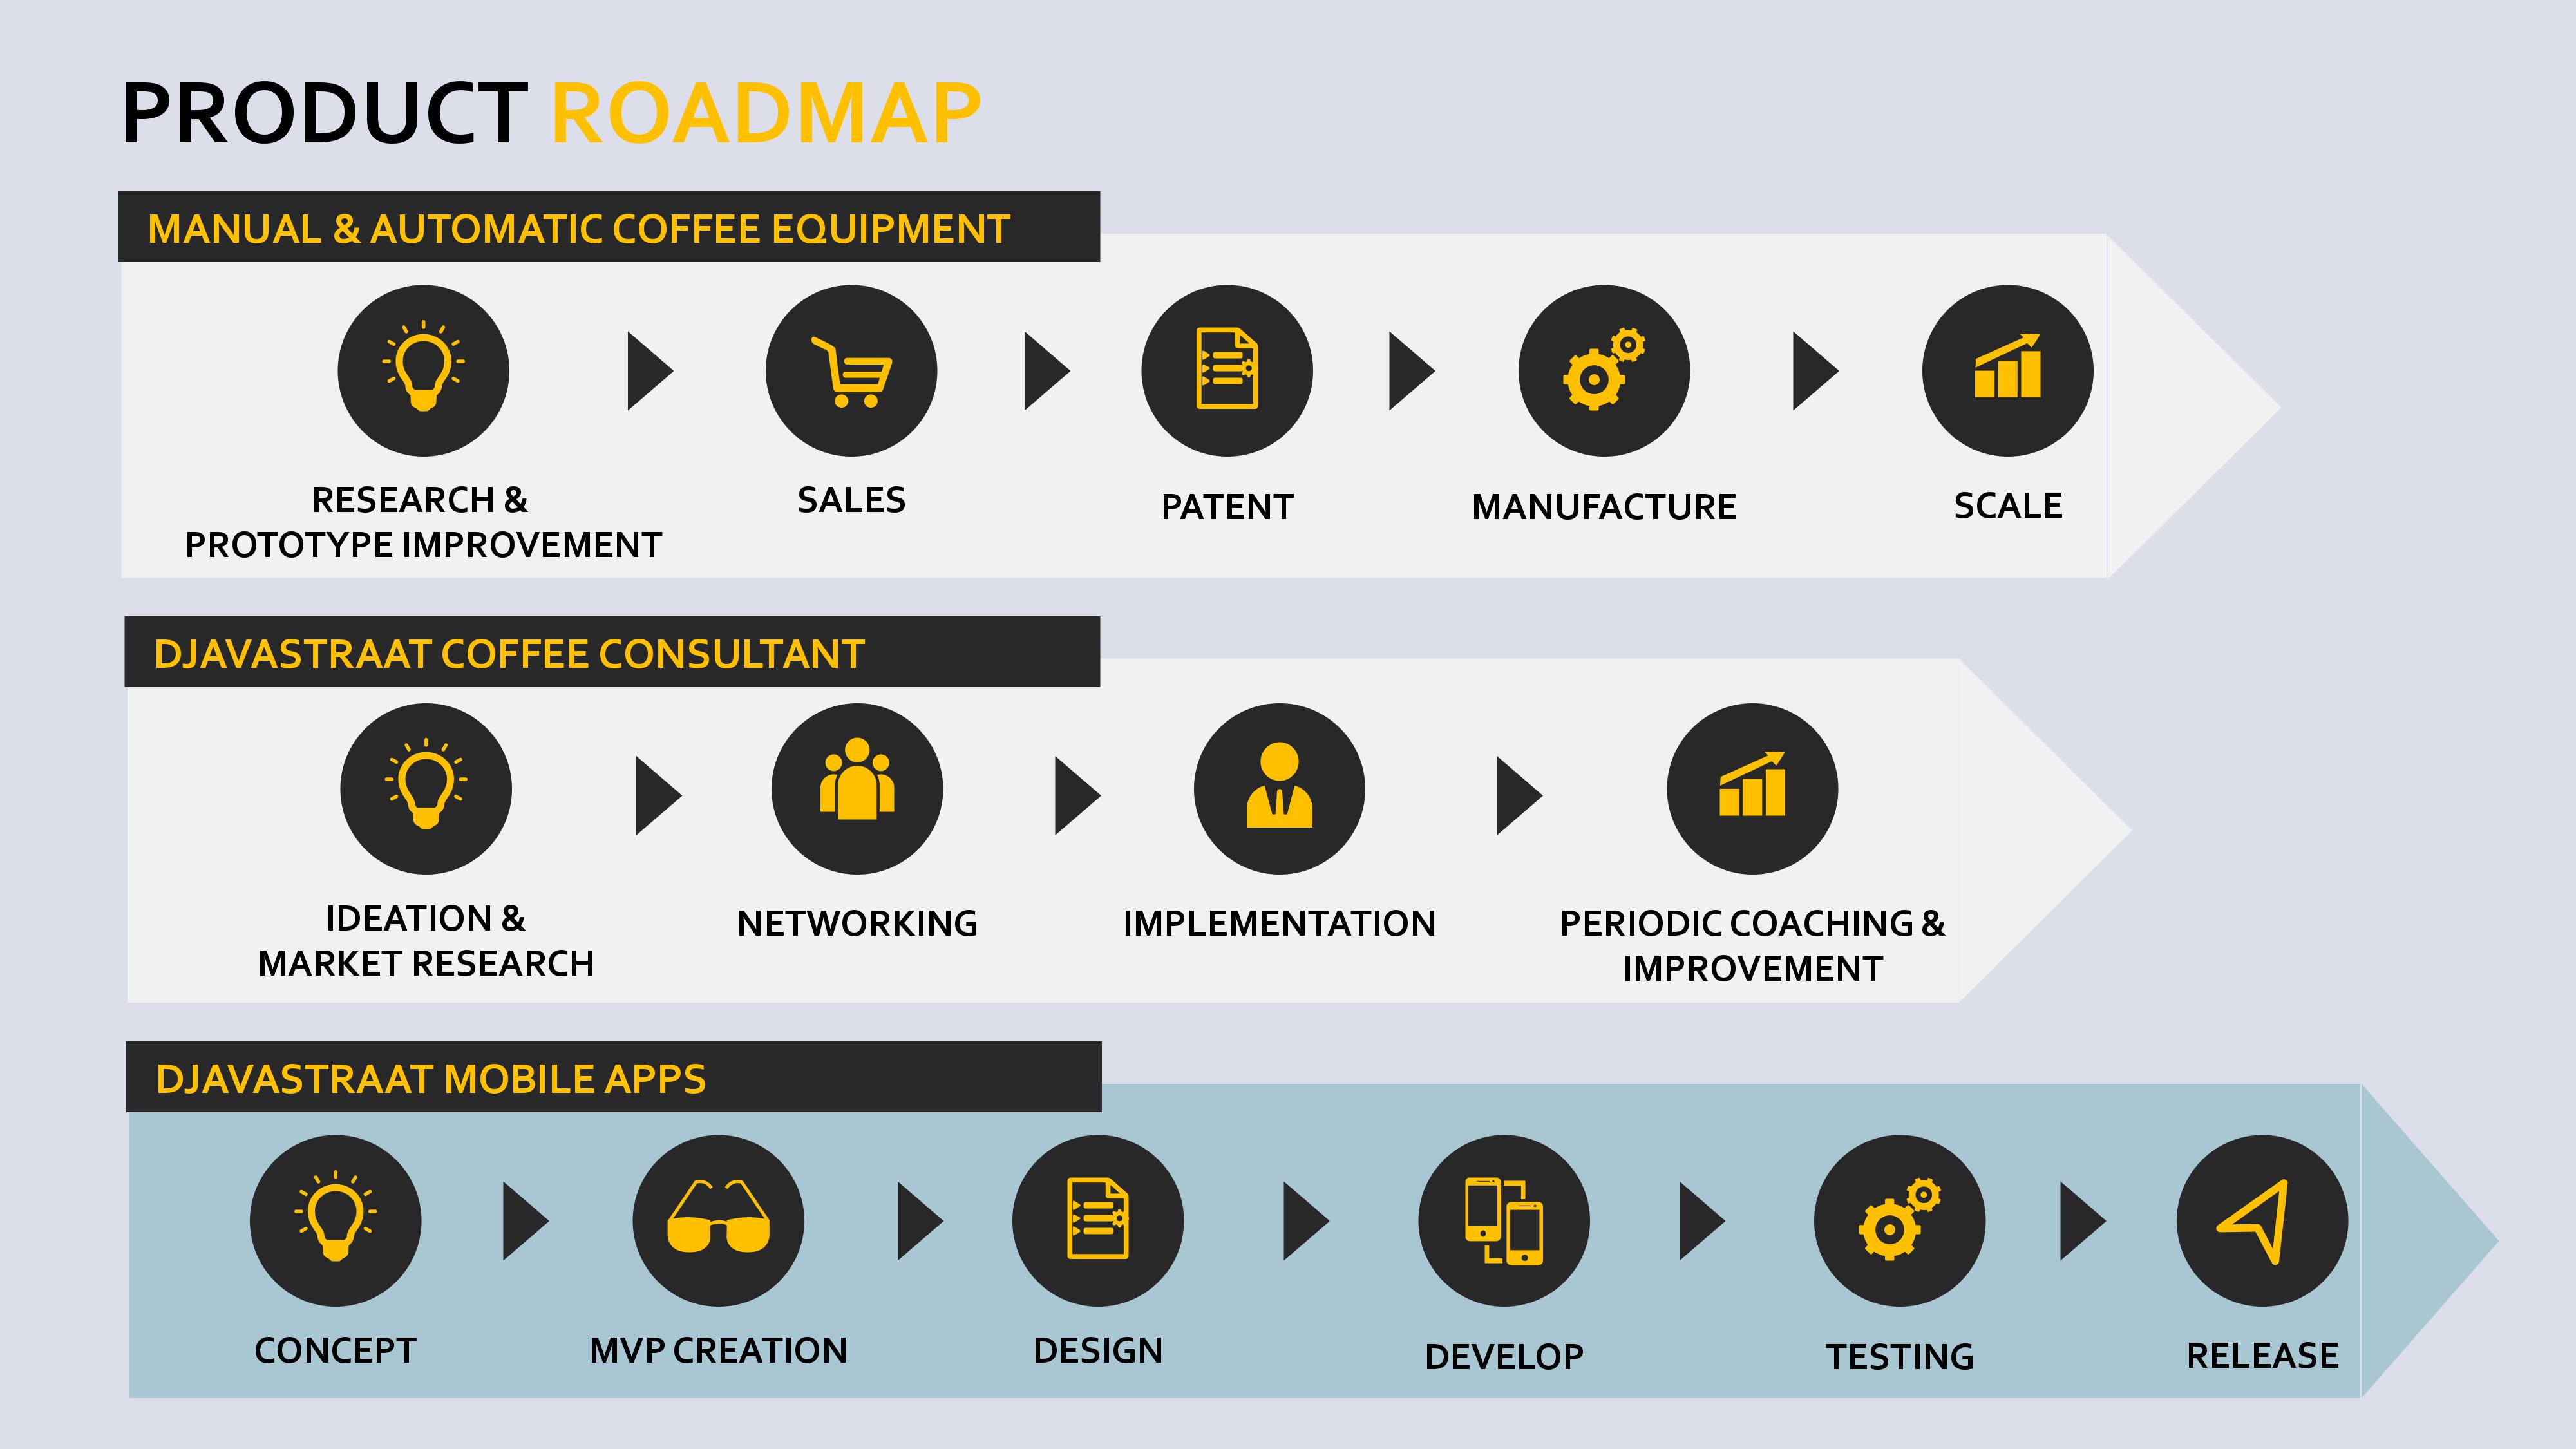 PRODUCT ROADMAP
MANUAL & AUTOMATIC COFFEE EQUIPMENT
RESEARCH &
PROTOTYPE IMPROVEMENT
SALES
PATENT
MANUFACTURE
SCALE
DJAVASTRAAT COFFEE CONSULTANT
IDEATION &
MARKET RESEARCH
NETWORKING
IMPLEMENTATION
PERIODIC COACHING &
IMPROVEMENT
DJAVASTRAAT MOBILE APPS
CONCEPT
MVP CREATION
DESIGN
DEVELOP
TESTING
RELEASE